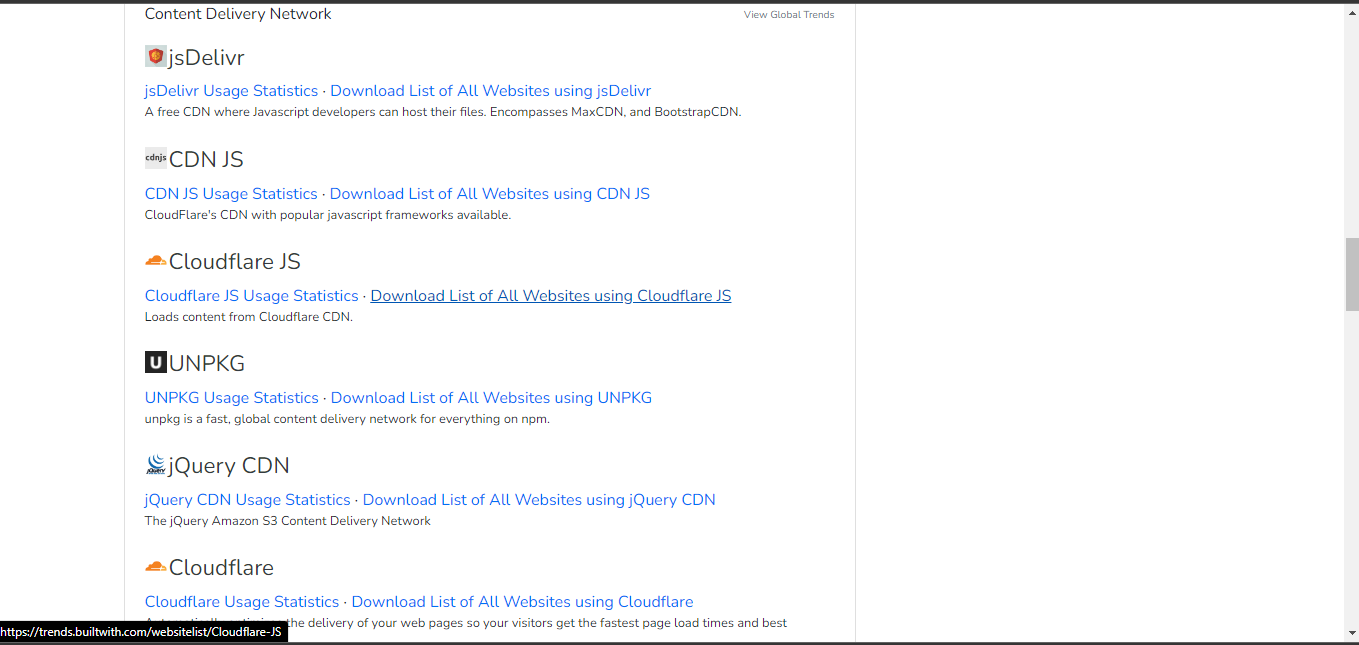 Content Delivery Network
View Global Trends
jsDelivr
jsDelivr Usage Statistics · Download List of All Websites using jsDelivr
A free CDN where Javascript developers can host their files. Encompasses MaxCDN, and BootstrapCDN.
cdnjs
CDN JS
CDN JS Usage Statistics · Download List of All Websites using CDN JS
CloudFlare's CDN with popular javascript frameworks available.
Cloudflare JS
Cloudflare JS Usage Statistics · Download List of All Websites using Cloudflare JS
Loads content from Cloudflare CDN.
U
UNPKG
UNPKG Usage Statistics · Download List of All Websites using UNPKG
unpkg is a fast, global content delivery network for everything on npm.
jQuery
jQuery CDN
jQuery CDN Usage Statistics · Download List of All Websites using jQuery CDN
The jQuery Amazon S3 Content Delivery Network
Cloudflare
Cloudflare Usage Statistics · Download List of All Websites using Cloudflare
the delivery of your web pages so your visitors get the fastest page load times and best
https://trends.builtwith.com/websitelist/Cloudflare-JS